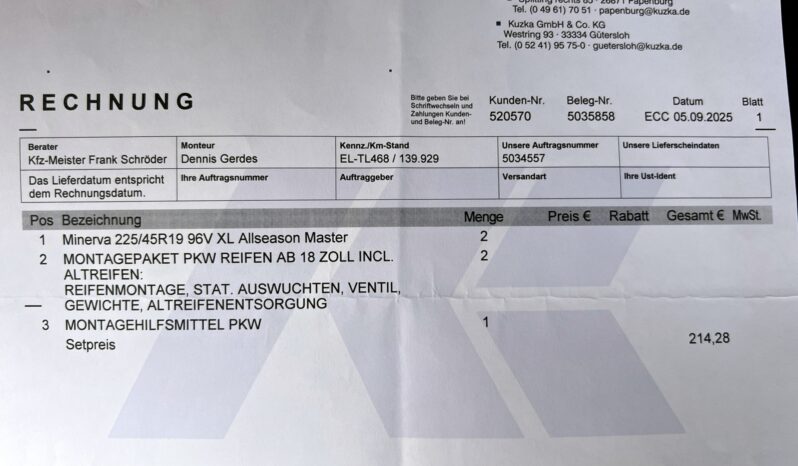 Splitting rechts 85 · 26871 Papenburg
Tel. (0 49 61) 70 51 · papenburg@kuzka.de
■ Kuzka GmbH & Co. KG
Westring 93 · 33334 Gütersloh
Tel. (0 52 41) 95 75-0 · guetersloh@kuzka.de
RECHNUNG
Bitte geben Sie bei
Schriftwechseln und
Zahlungen Kunden-
und Beleg-Nr. an!
Kunden-Nr. Beleg-Nr. Datum Blatt
520570 5035858 ECC 05.09.2025 1
Berater Monteur Kennz./Km-Stand Unsere Auftragsnummer Unsere Lieferscheindaten
Kfz-Meister Frank Schröder Dennis Gerdes EL-TL468 / 139.929 5034557
Das Lieferdatum entspricht
dem Rechnungsdatum.
Ihre Auftragsnummer Auftraggeber Versandart Ihre Ust-Ident
Pos Bezeichnung Menge Preis € Rabatt Gesamt € MwSt.
1 Minerva 225/45R19 96V XL Allseason Master 2
2 MONTAGEPAKET PKW REIFEN AB 18 ZOLL INCL. 2
ALTREIFEN:
REIFENMONTAGE, STAT. AUSWUCHTEN, VENTIL,
GEWICHTE, ALTREIFENENTSORGUNG
3 MONTAGEHILFSMITTEL PKW 1
Setpreis 214,28